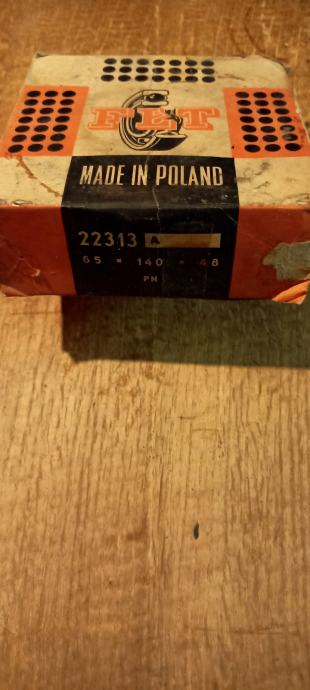 FŁT
MADE IN POLAND
22313 A
65 × 140 × 48
PN